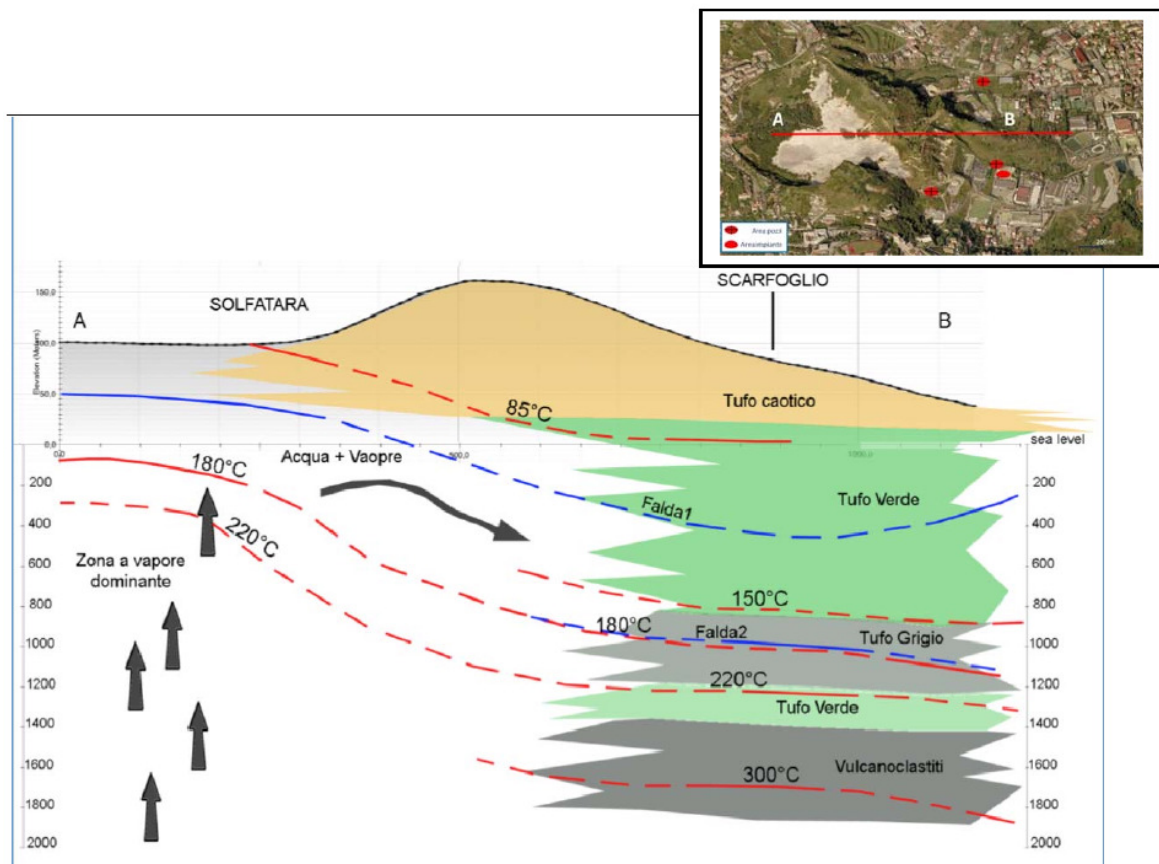 A
B
Area pozzi
Area impianto
200 m
SOLFATARA
SCARFOGLIO
A
B
Elevation (Meters)
150,0
100,0
50,0
0,0
0,0
500,0
1000,0
85°C
Tufo caotico
sea level
Acqua + Vaopre
180°C
220°C
Zona a vapore
dominante
Falda1
Tufo Verde
150°C
180°C
Falda2
Tufo Grigio
220°C
Tufo Verde
300°C
Vulcanoclastiti
200
400
600
800
1000
1200
1400
1600
1800
2000
200
400
600
800
1000
1200
1400
1600
1800
2000